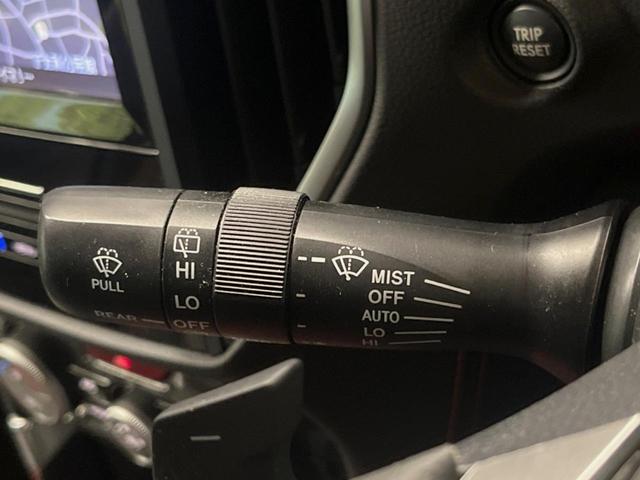 TRIP
RESET
PULL
HI
LO
REAR OFF
MIST
OFF
AUTO
LO
HI